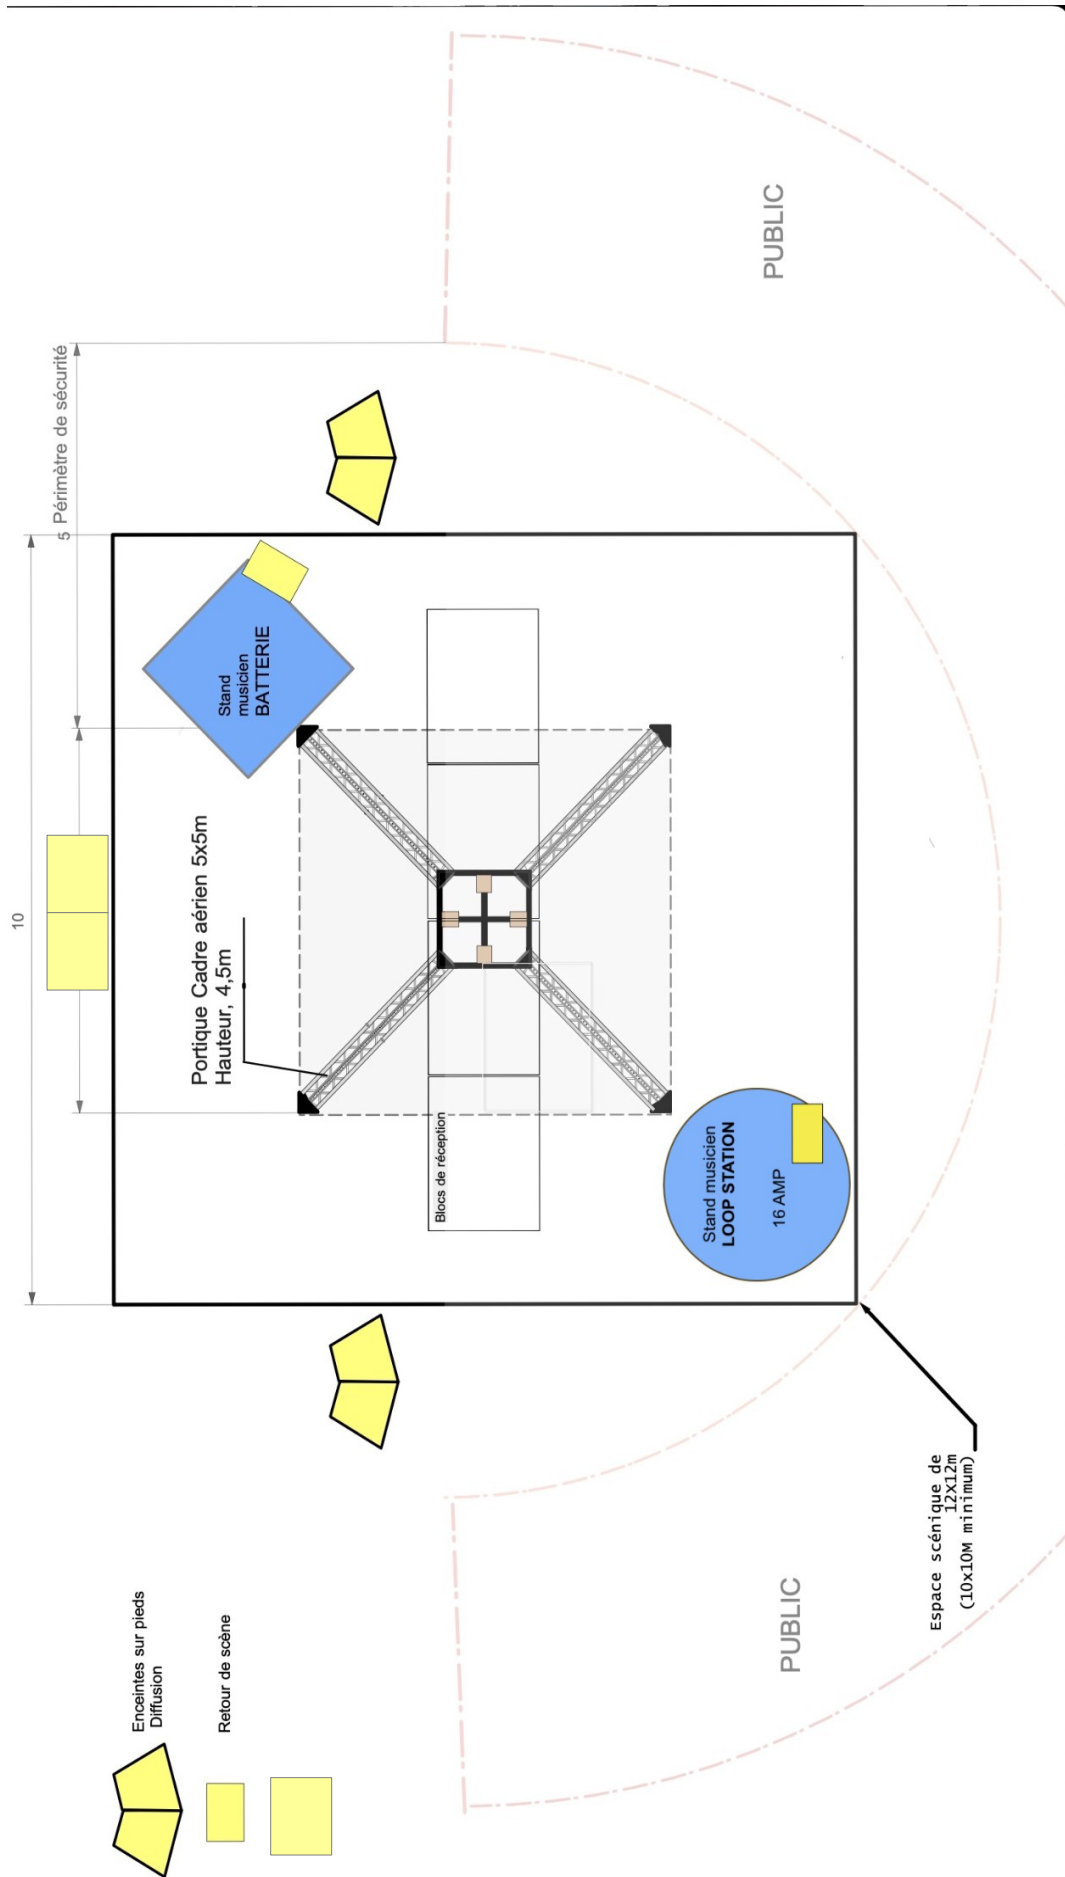 PUBLIC
5 Périmètre de sécurité
Stand
musicien
BATTERIE
10
Portique Cadre aérien 5x5m
Hauteur, 4,5m
Blocs de réception
Stand musicien
LOOP STATION
16 AMP
Espace scénique de
12x12m
(10x10M minimum)
PUBLIC
Enceintes sur pieds
Diffusion
Retour de scène